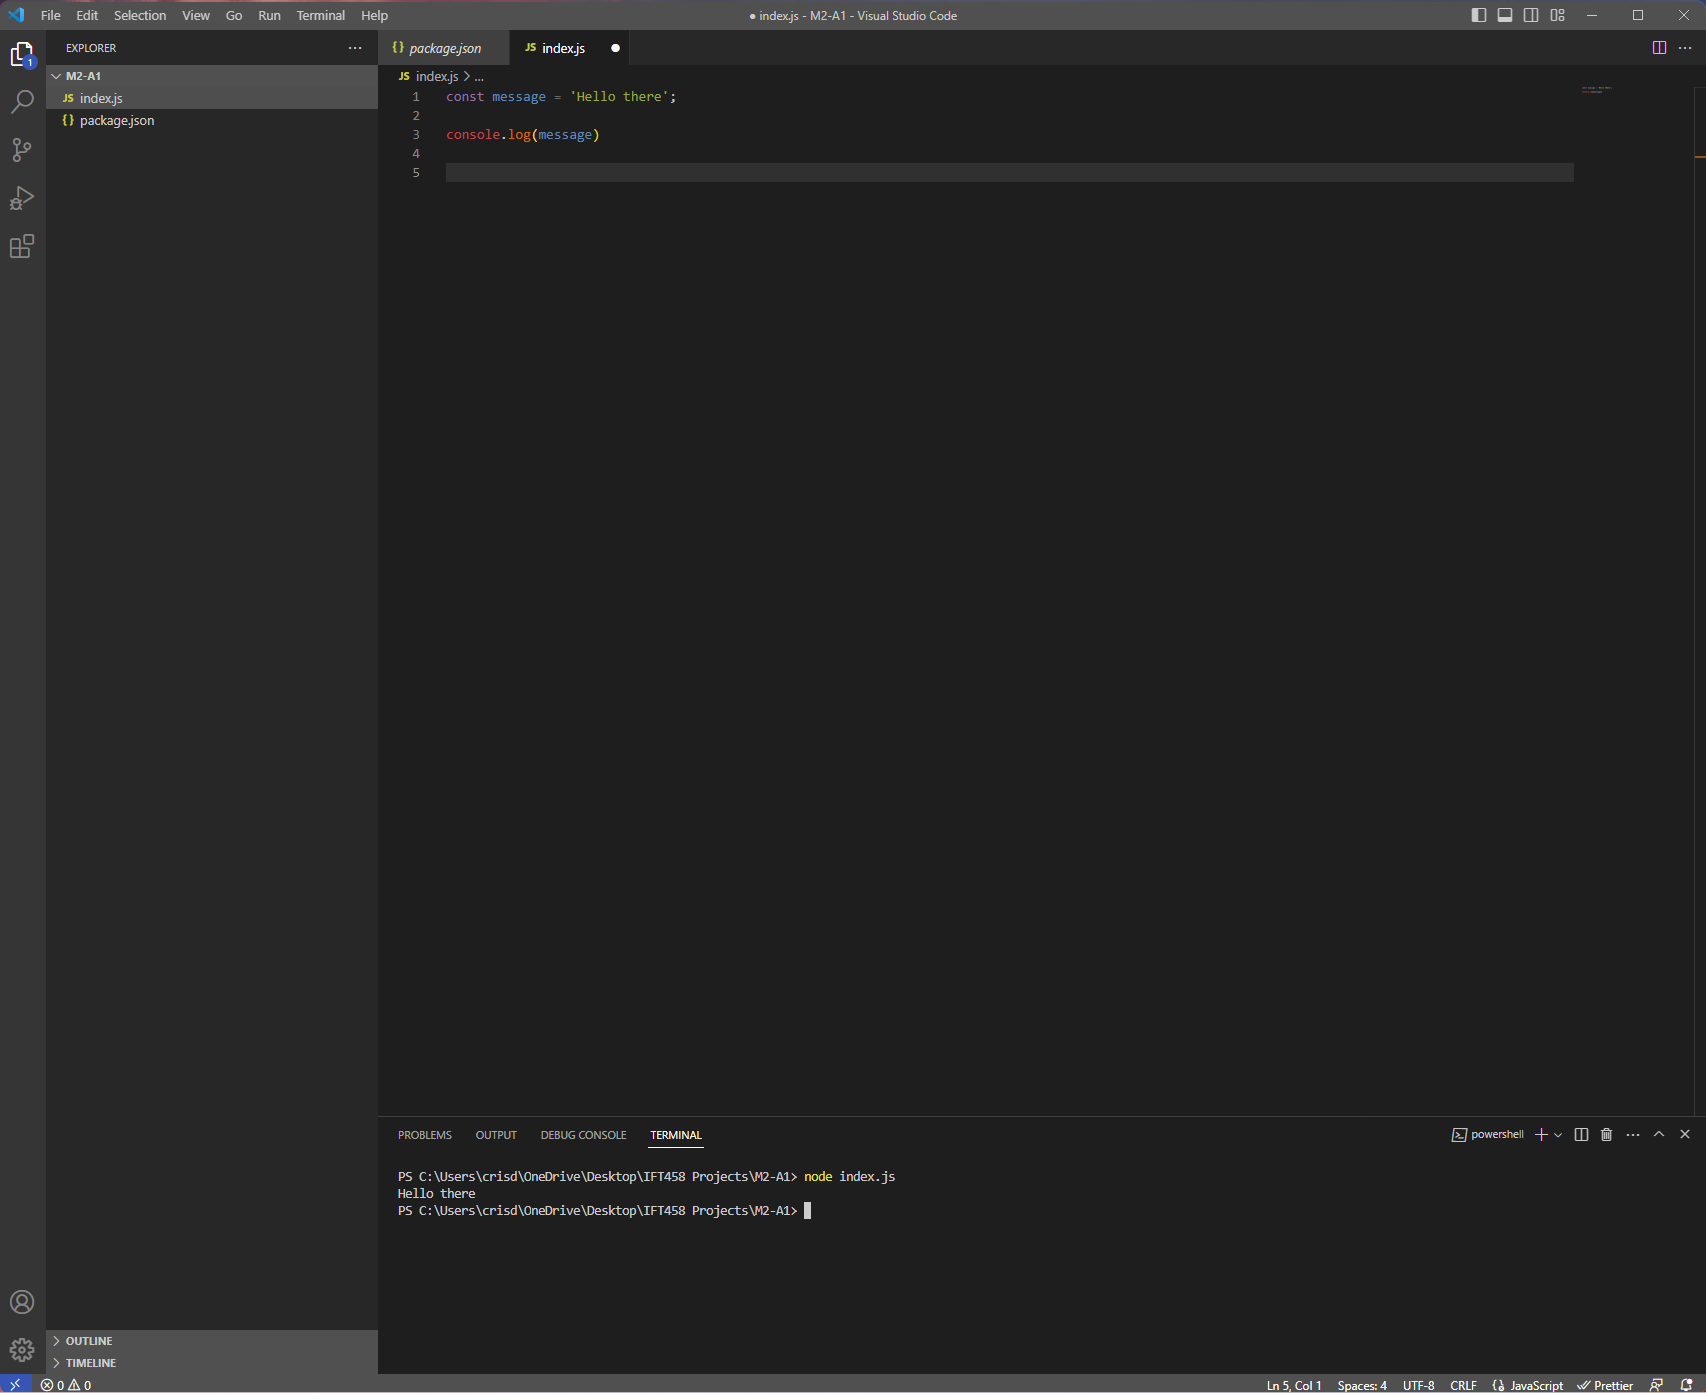 File Edit Selection View Go Run Terminal Help
● index.js - M2-A1 - Visual Studio Code
1
EXPLORER
M2-A1
JS index.js
{} package.json
{} package.json
JS index.js
JS index.js > ...
1 const message = 'Hello there';
2
3 console.log(message)
4
5
PROBLEMS OUTPUT DEBUG CONSOLE TERMINAL
powershell
PS C:\Users\crisd\OneDrive\Desktop\IFT458 Projects\M2-A1> node index.js
Hello there
PS C:\Users\crisd\OneDrive\Desktop\IFT458 Projects\M2-A1>
OUTLINE
TIMELINE
0 0
Ln 5, Col 1 Spaces: 4 UTF-8 CRLF {} JavaScript Prettier